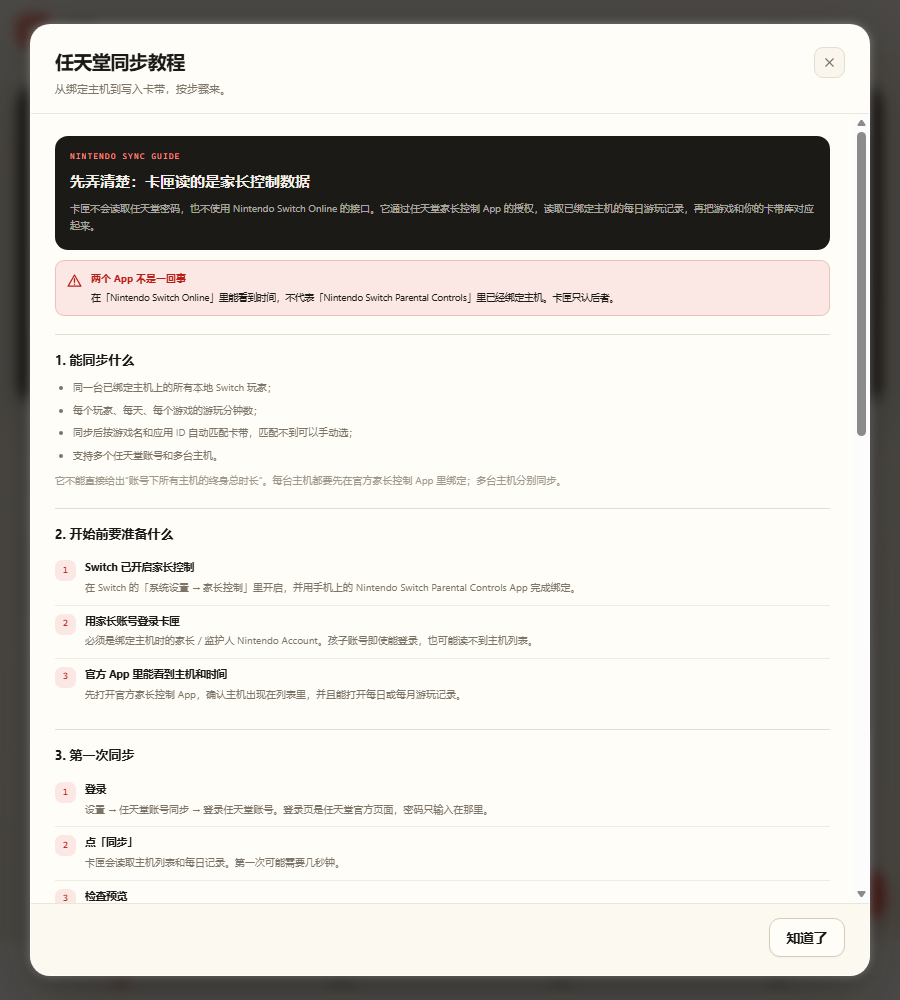 任天堂同步教程
从绑定主机到写入卡带，按步骤来。
NINTENDO SYNC GUIDE
先弄清楚：卡匣读的是家长控制数据
卡匣不会读取任天堂密码，也不使用 Nintendo Switch Online 的接口。它通过任天堂家长控制 App 的授权，读取已绑定主机的每日游玩记录，再把游戏和你的卡带库对应
起来。
两个 App 不是一回事
在「Nintendo Switch Online」里能看到时间，不代表「Nintendo Switch Parental Controls」里已经绑定主机。卡匣只认后者。
1. 能同步什么
• 同一台已绑定主机上的所有本地 Switch 玩家；
• 每个玩家、每天、每个游戏的游玩分钟数；
• 同步后按游戏名和应用 ID 自动匹配卡带，匹配不到可以手动选；
• 支持多个任天堂账号和多台主机。
它不能直接给出“账号下所有主机的终身总时长”。每台主机都要先在官方家长控制 App 里绑定；多台主机分别同步。
2. 开始前要准备什么
1 Switch 已开启家长控制
在 Switch 的「系统设置 → 家长控制」里开启，并用手机上的 Nintendo Switch Parental Controls App 完成绑定。
2 用家长账号登录卡匣
必须是绑定主机时的家长 / 监护人 Nintendo Account。孩子账号即使能登录，也可能读不到主机列表。
3 官方 App 里能看到主机和时间
先打开官方家长控制 App，确认主机出现在列表里，并且能打开每日或每月游玩记录。
3. 第一次同步
1 登录
设置 → 任天堂账号同步 → 登录任天堂账号。登录页是任天堂官方页面，密码只输入在那里。
2 点「同步」
卡匣会读取主机列表和每日记录。第一次可能需要几秒钟。
3 检查预览
知道了